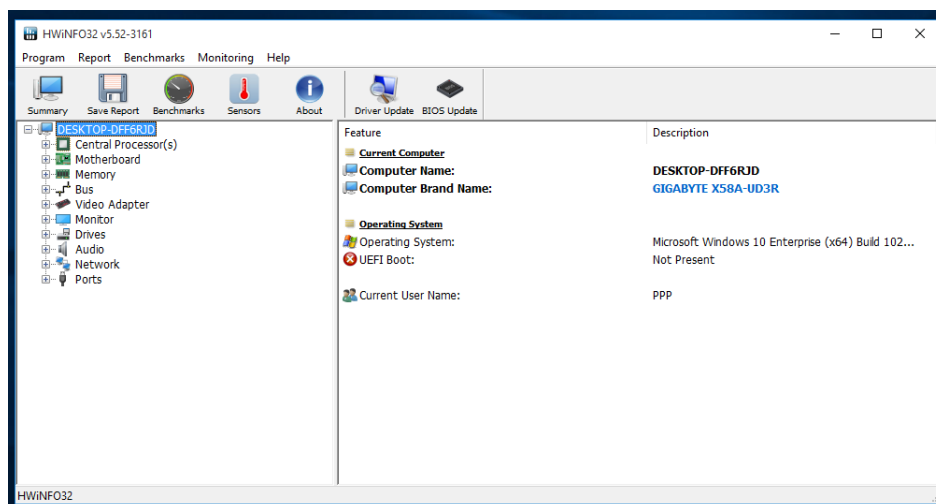 HWiNFO32 v5.52-3161
Program Report Benchmarks Monitoring Help
Summary Save Report Benchmarks Sensors About Driver Update BIOS Update
DESKTOP-DFF6RJD
Central Processor(s)
Motherboard
Memory
Bus
Video Adapter
Monitor
Drives
Audio
Network
Ports
Feature Description
Current Computer
Computer Name: DESKTOP-DFF6RJD
Computer Brand Name: GIGABYTE X58A-UD3R
Operating System
Operating System: Microsoft Windows 10 Enterprise (x64) Build 102...
UEFI Boot: Not Present
Current User Name: PPP
HWiNFO32